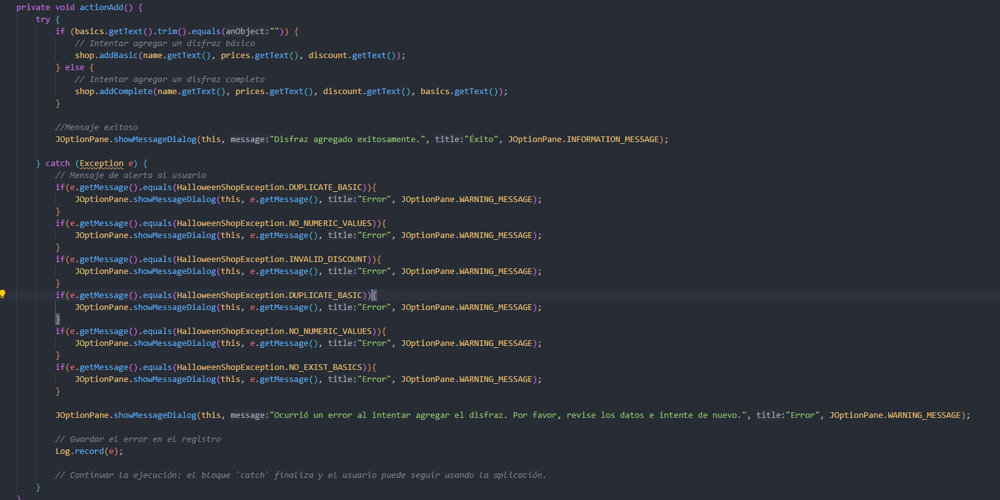 private void actionAdd() {
try {
if (basics.getText().trim().equals(anObject:"")) {
// Intentar agregar un disfraz básico
shop.addBasic(name.getText(), prices.getText(), discount.getText());
} else {
// Intentar agregar un disfraz completo
shop.addComplete(name.getText(), prices.getText(), discount.getText(), basics.getText());
}
//Mensaje exitoso
JOptionPane.showMessageDialog(this, message:"Disfraz agregado exitosamente.", title:"Éxito", JOptionPane.INFORMATION_MESSAGE);
} catch (Exception e) {
// Mensaje de alerta al usuario
if(e.getMessage().equals(HalloweenShopException.DUPLICATE_BASIC)){
JOptionPane.showMessageDialog(this, e.getMessage(), title:"Error", JOptionPane.WARNING_MESSAGE);
}
if(e.getMessage().equals(HalloweenShopException.NO_NUMERIC_VALUES)){
JOptionPane.showMessageDialog(this, e.getMessage(), title:"Error", JOptionPane.WARNING_MESSAGE);
}
if(e.getMessage().equals(HalloweenShopException.INVALID_DISCOUNT)){
JOptionPane.showMessageDialog(this, e.getMessage(), title:"Error", JOptionPane.WARNING_MESSAGE);
}
if(e.getMessage().equals(HalloweenShopException.DUPLICATE_BASIC)){
JOptionPane.showMessageDialog(this, e.getMessage(), title:"Error", JOptionPane.WARNING_MESSAGE);
}
if(e.getMessage().equals(HalloweenShopException.NO_NUMERIC_VALUES)){
JOptionPane.showMessageDialog(this, e.getMessage(), title:"Error", JOptionPane.WARNING_MESSAGE);
}
if(e.getMessage().equals(HalloweenShopException.NO_EXIST_BASICS)){
JOptionPane.showMessageDialog(this, e.getMessage(), title:"Error", JOptionPane.WARNING_MESSAGE);
}
JOptionPane.showMessageDialog(this, message:"Ocurrió un error al intentar agregar el disfraz. Por favor, revise los datos e intente de nuevo.", title:"Error", JOptionPane.WARNING_MESSAGE);
// Guardar el error en el registro
Log.record(e);
// Continuar la ejecución: el bloque `catch` finaliza y el usuario puede seguir usando la aplicación.
}
}